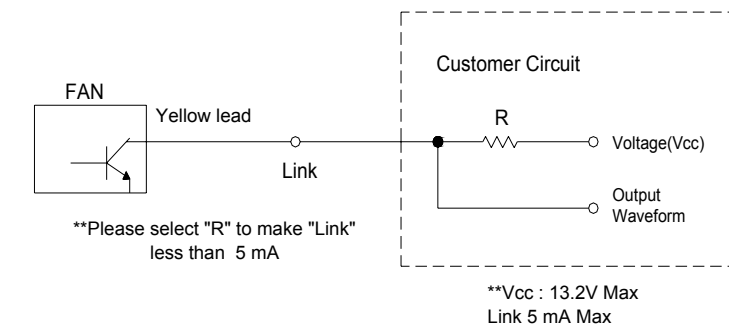 Customer Circuit
FAN
Yellow lead
R
Voltage(Vcc)
Link
Output
Waveform
**Please select "R" to make "Link"
less than 5 mA
**Vcc : 13.2V Max
Link 5 mA Max